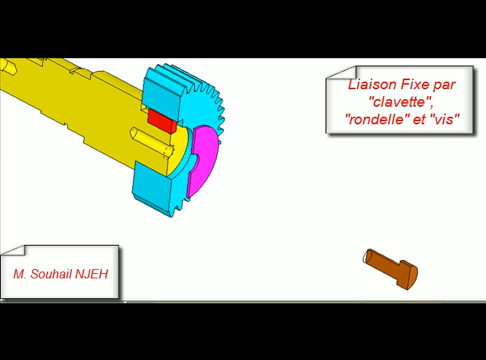 Liaison Fixe par
"clavette",
"rondelle" et "vis"
M. Souhail NJEH